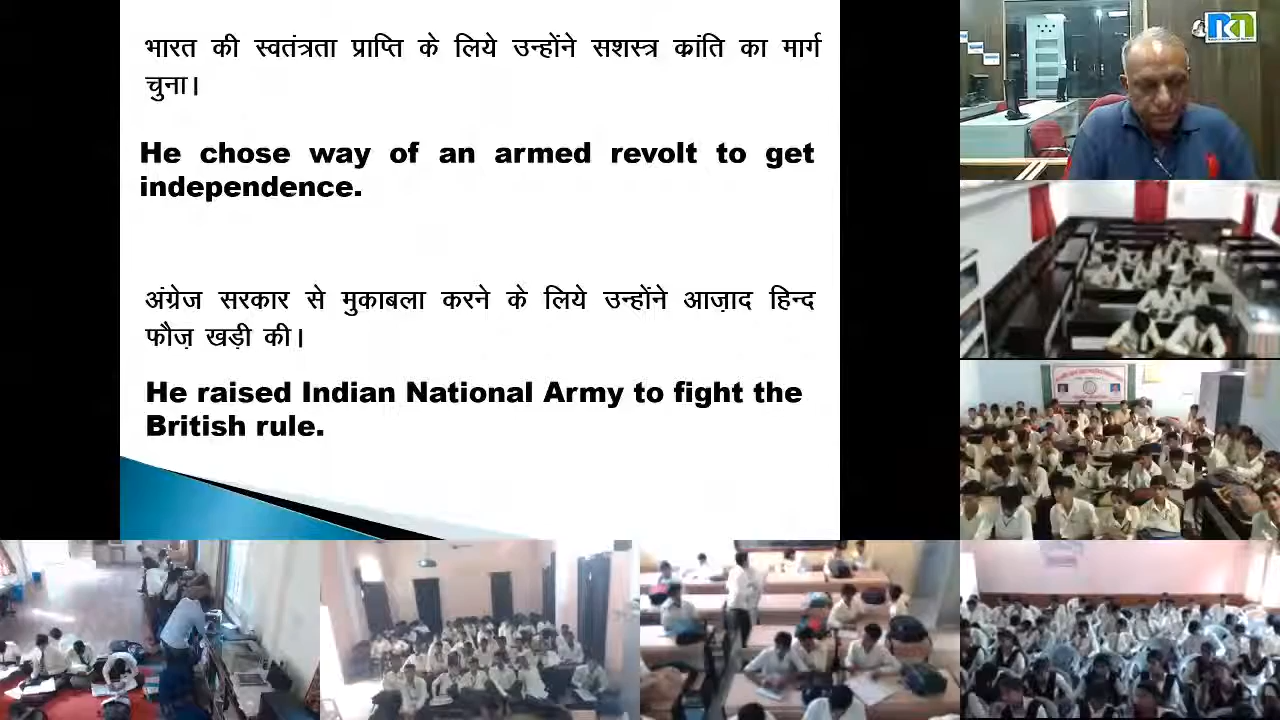 भारत की स्वतंत्रता प्राप्ति के लिये उन्होंने सशस्त्र क्रांति का मार्ग
चुना।
He chose way of an armed revolt to get
independence.
अंग्रेज सरकार से मुकाबला करने के लिये उन्होंने आज़ाद हिन्द
फौज़ खड़ी की।
He raised Indian National Army to fight the
British rule.